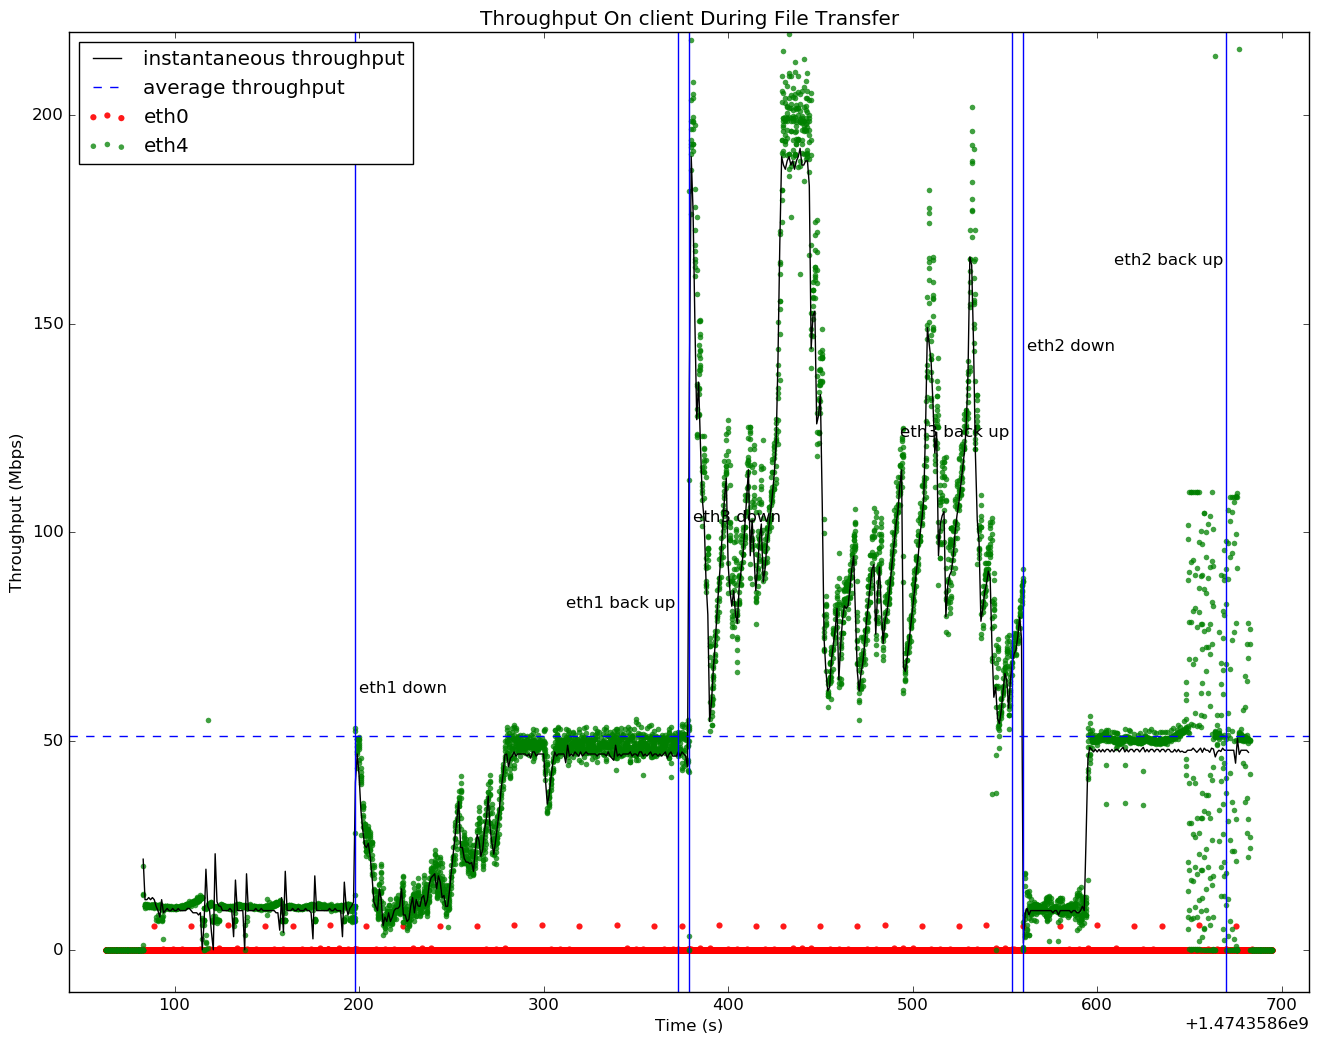 Throughput On client During File Transfer
instantaneous throughput
average throughput
eth0
eth4
eth2 back up
eth2 down
eth3 back up
eth3 down
eth1 back up
eth1 down
Throughput (Mbps)
200
150
100
50
0
100 200 300 400 500 600 700
Time (s)
+1.4743586e9